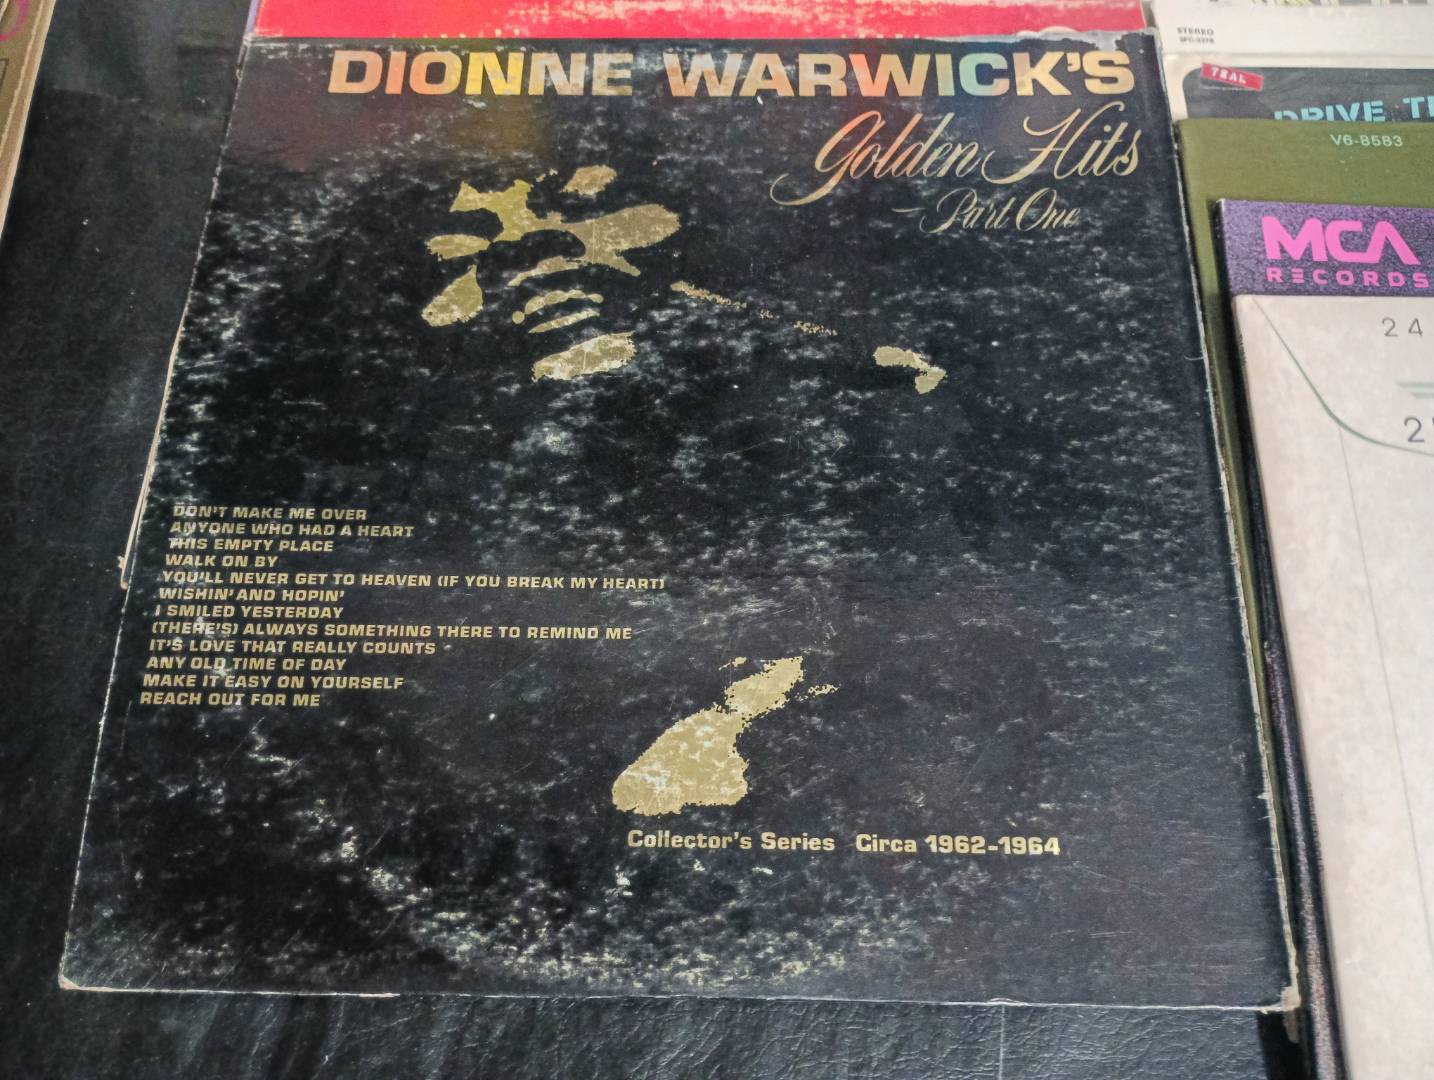 DIONNE WARWICK'S
Golden Hits
Part One
DON'T MAKE ME OVER
ANYONE WHO HAD A HEART
THIS EMPTY PLACE
WALK ON BY
YOU'LL NEVER GET TO HEAVEN (IF YOU BREAK MY HEART)
WISHIN' AND HOPIN'
I SMILED YESTERDAY
(THERE'S) ALWAYS SOMETHING THERE TO REMIND ME
IT'S LOVE THAT REALLY COUNTS
ANY OLD TIME OF DAY
MAKE IT EASY ON YOURSELF
REACH OUT FOR ME
Collector's Series Circa 1962-1964
STEREO
TEAL
DRIVE
V6-8583
MCA
RECORDS
24